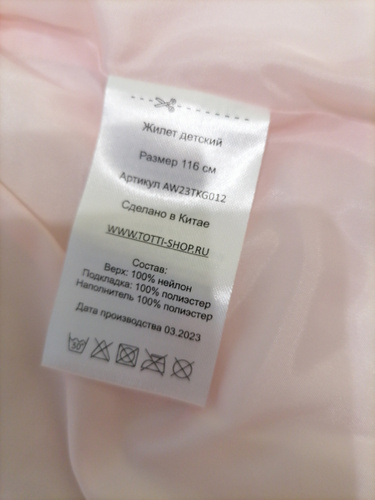 Жилет детский
Размер 116 см
Артикул AW23TKG012
Сделано в Китае
WWW.TOTTI-SHOP.RU
Состав:
Верх: 100% нейлон
Подкладка: 100% полиэстер
Наполнитель 100% полиэстер
Дата производства 03.2023
30°